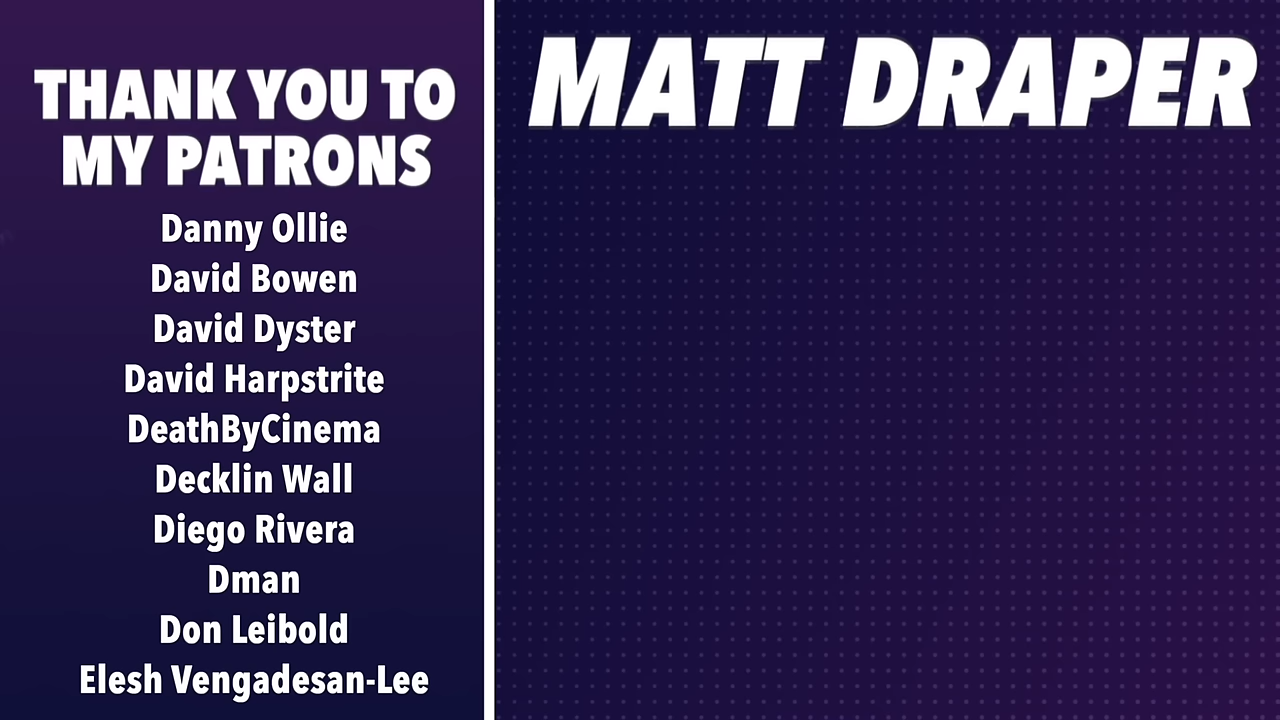 THANK YOU TO
MY PATRONS
Danny Ollie
David Bowen
David Dyster
David Harpstrite
DeathByCinema
Decklin Wall
Diego Rivera
Dman
Don Leibold
Elesh Vengadesan-Lee
MATT DRAPER